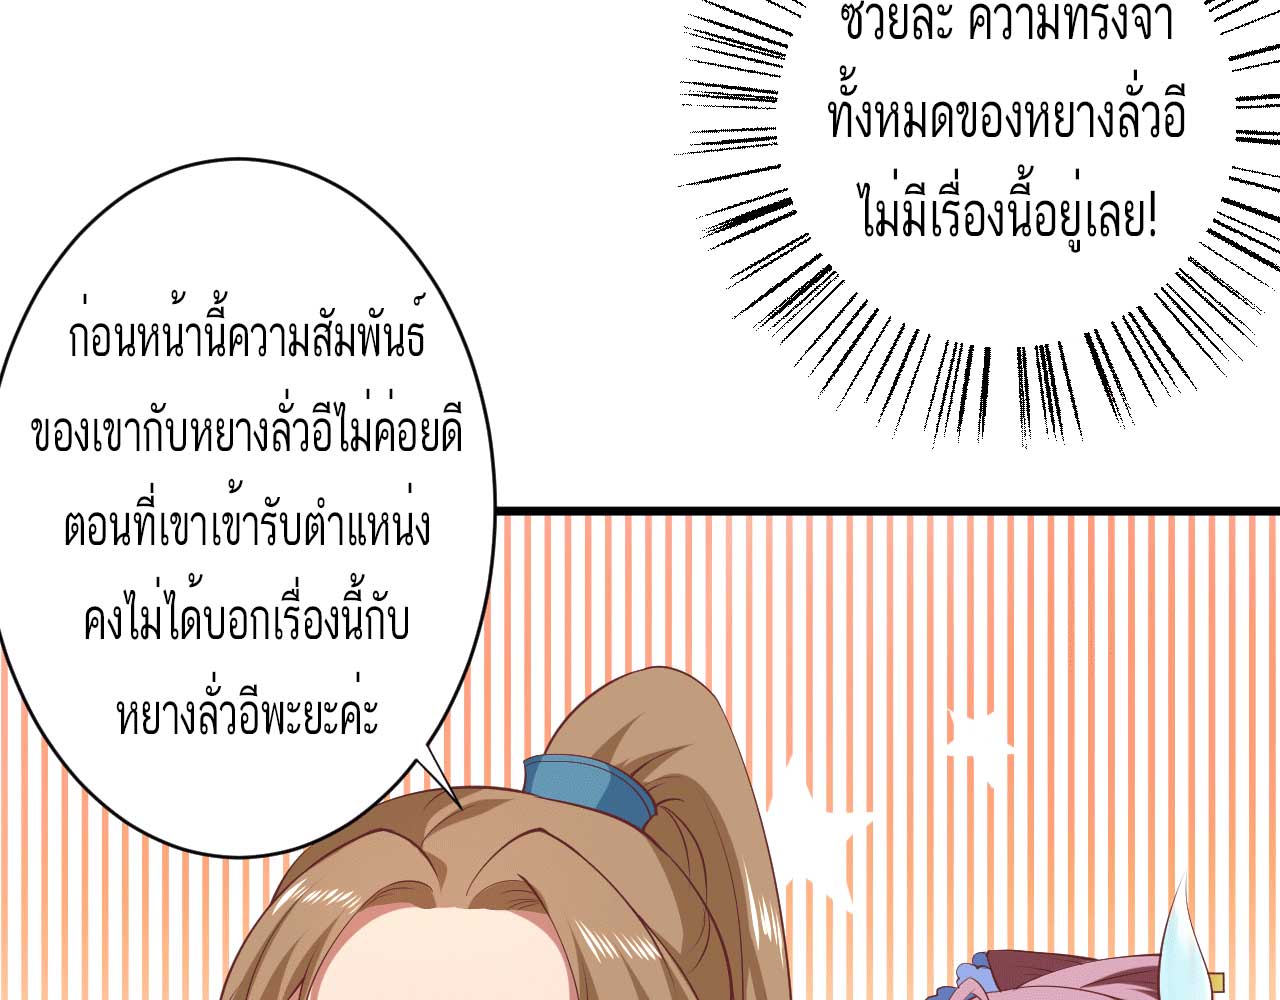 ซวยละ ความทรงจำ
ทั้งหมดของหยางลั่วอี
ไม่มีเรื่องนี้อยู่เลย!
ก่อนหน้านี้ความสัมพันธ์
ของเขากับหยางลั่วอีไม่ค่อยดี
ตอนที่เขาเข้ารับตำแหน่ง
คงไม่ได้บอกเรื่องนี้กับ
หยางลั่วอีพะยะค่ะ